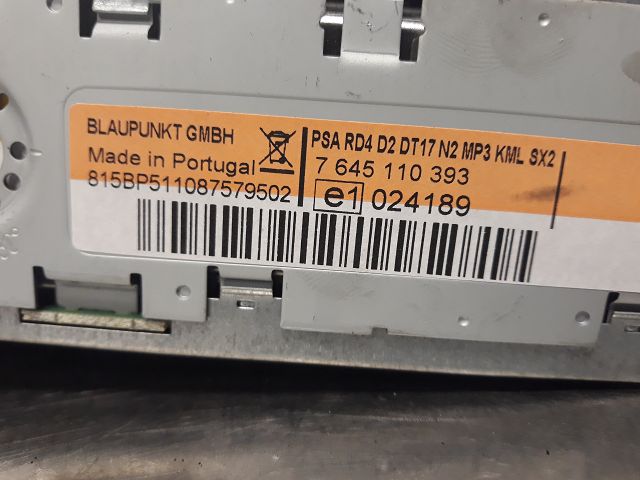 BLAUPUNKT GMBH
Made in Portugal
815BP511087579502
PSA RD4 D2 DT17 N2 MP3 KML SX2
7 645 110 393
e1 024189